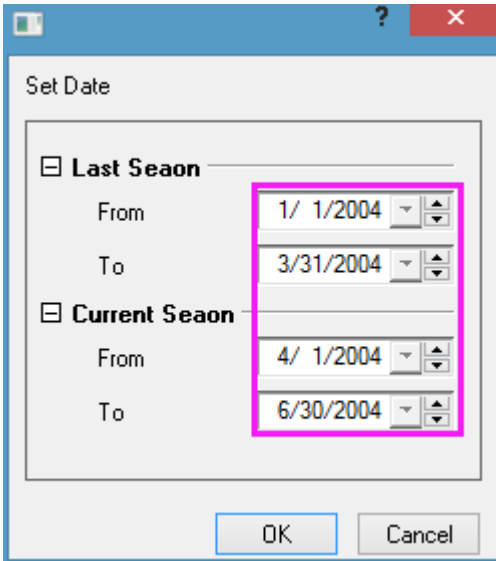 ?
Set Date
Last Seaon
From 1/ 1/2004
To 3/31/2004
Current Seaon
From 4/ 1/2004
To 6/30/2004
OK Cancel